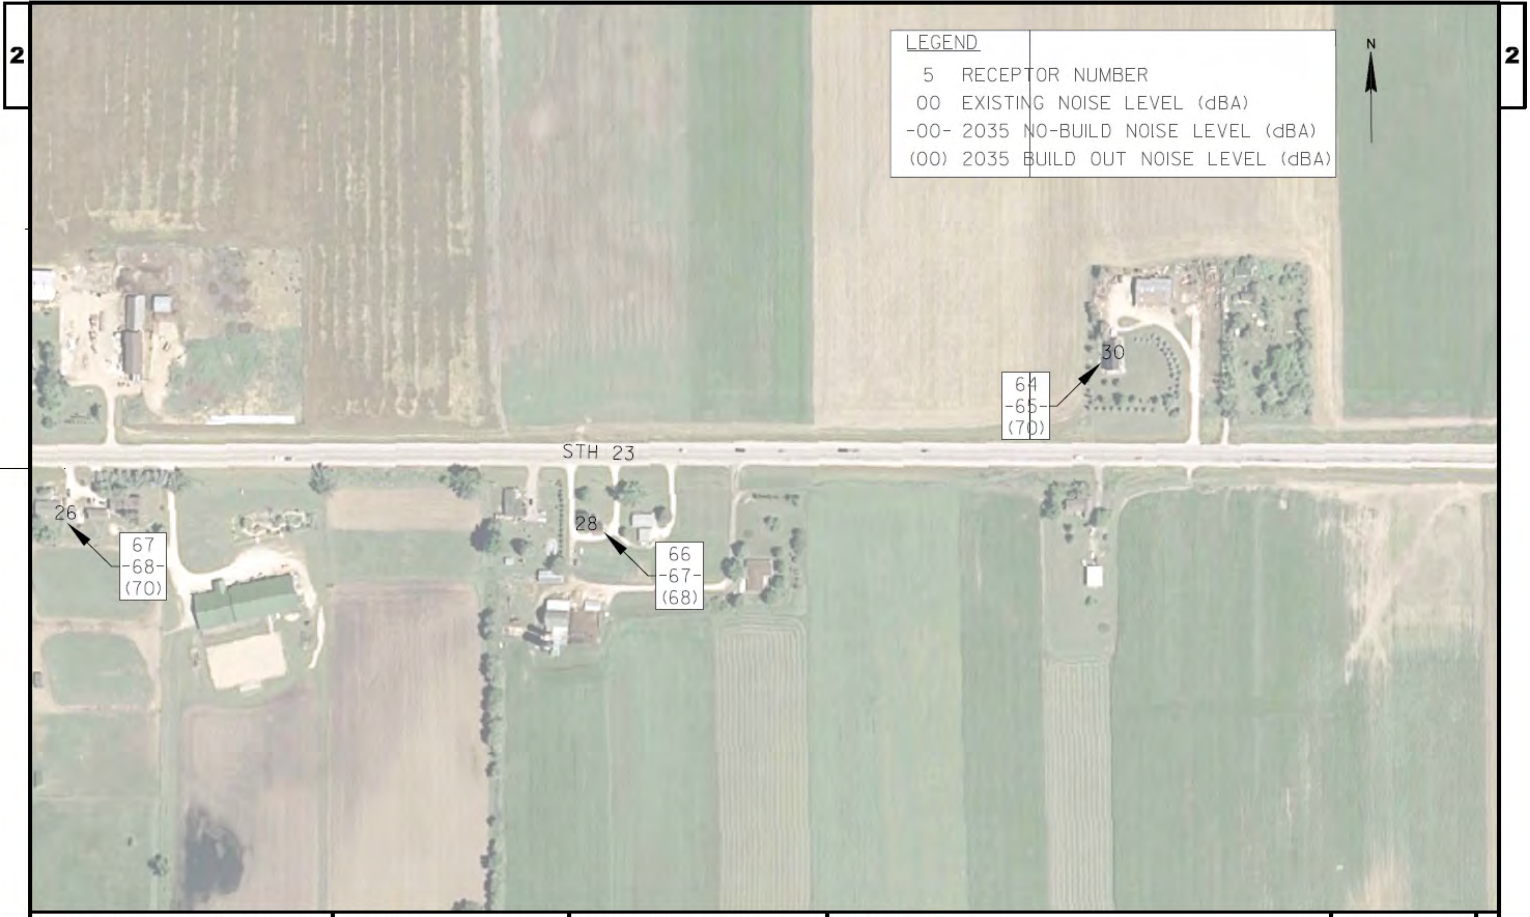 2
2
LEGEND
5 RECEPTOR NUMBER
00 EXISTING NOISE LEVEL (dBA)
-00- 2035 NO-BUILD NOISE LEVEL (dBA)
(00) 2035 BUILD OUT NOISE LEVEL (dBA)
N
30
64
-65-
(70)
STH 23
26
67
-68-
(70)
28
66
-67-
(68)